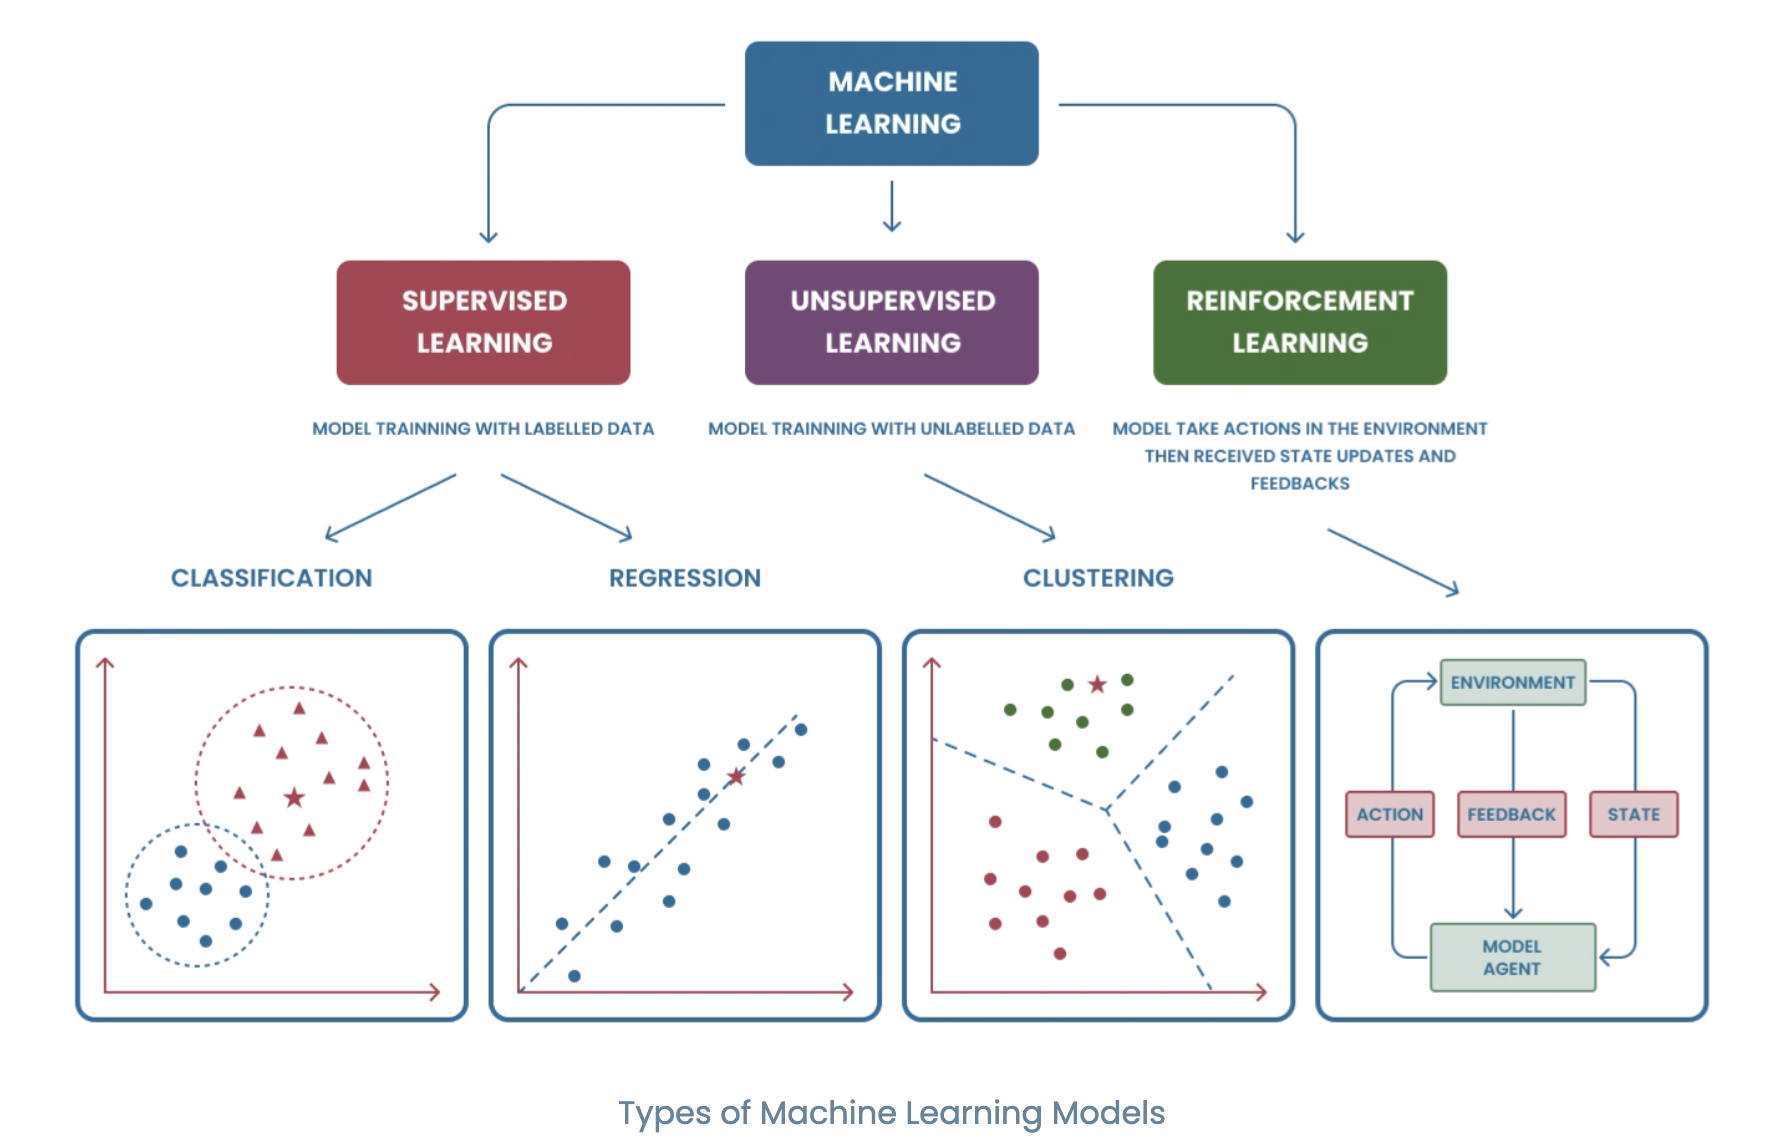 MACHINE
LEARNING
SUPERVISED
LEARNING
UNSUPERVISED
LEARNING
REINFORCEMENT
LEARNING
MODEL TRAINNING WITH LABELLED DATA
MODEL TRAINNING WITH UNLABELLED DATA
MODEL TAKE ACTIONS IN THE ENVIRONMENT
THEN RECEIVED STATE UPDATES AND
FEEDBACKS
CLASSIFICATION
REGRESSION
CLUSTERING
ENVIRONMENT
ACTION
FEEDBACK
STATE
MODEL
AGENT
Types of Machine Learning Models